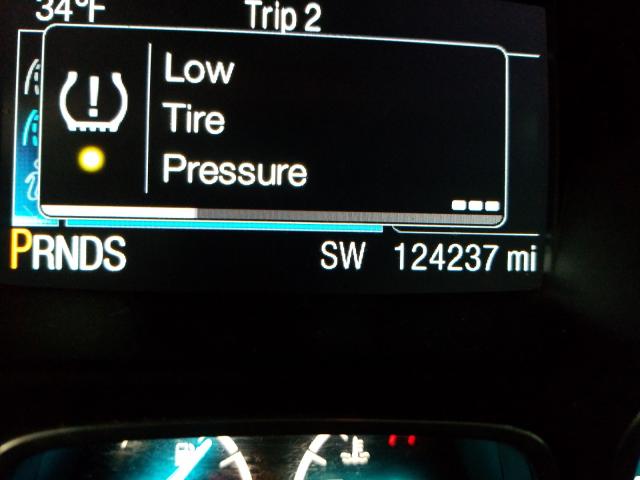 34°F Trip 2
Low
Tire
Pressure
PRNDS SW 124237 mi